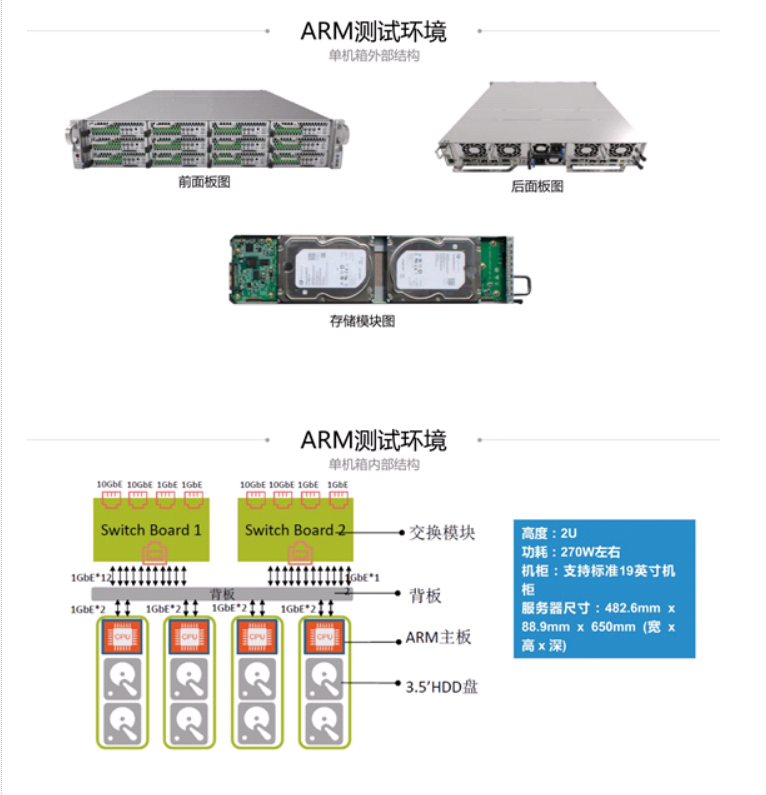 ARM测试环境
单机箱外部结构
前面板图
后面板图
存储模块图
ARM测试环境
单机箱内部结构
10GbE 10GbE 1GbE 1GbE
10GbE 10GbE 1GbE 1GbE
Switch Board 1
Switch Board 2
交换模块
1GbE*12
1GbE*12
背板
背板
1GbE*2
1GbE*2
1GbE*2
1GbE*2
CPU
CPU
CPU
CPU
ARM主板
3.5'HDD盘
高度：2U
功耗：270W左右
机柜：支持标准19英寸机
柜
服务器尺寸：482.6mm x
88.9mm x 650mm (宽 x
高 x 深)